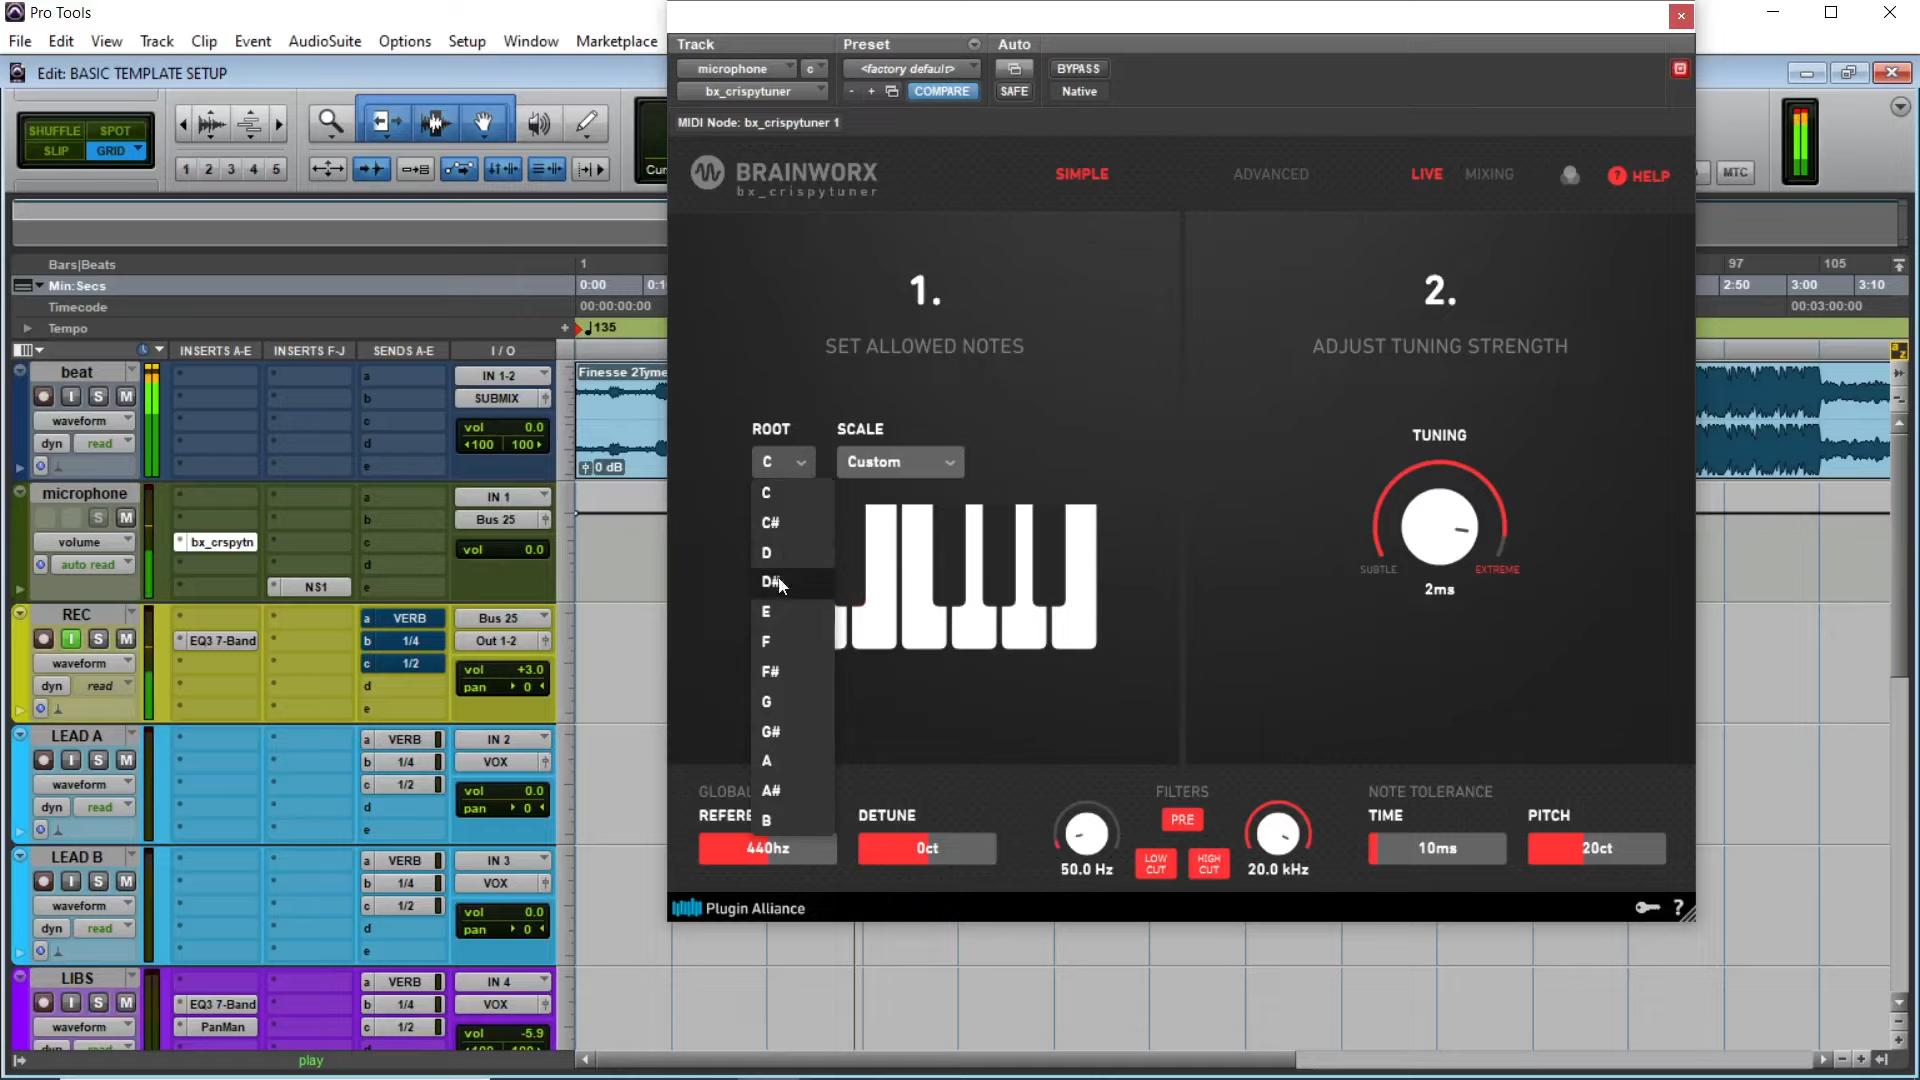 Pro Tools
File Edit View Track Clip Event AudioSuite Options Setup Window Marketplace
Edit: BASIC TEMPLATE SETUP
SHUFFLE SPOT
SLIP GRID
1 2 3 4 5
MTC
Track Preset Auto
microphone c <factory default> BYPASS
bx_crispytuner - + COMPARE SAFE Native
MIDI Node: bx_crispytuner 1
BRAINWORX
bx_crispytuner
SIMPLE ADVANCED LIVE MIXING ? HELP
1.
SET ALLOWED NOTES
2.
ADJUST TUNING STRENGTH
ROOT SCALE
C Custom
C
C#
D
D#
E
F
F#
G
G#
A
A#
B
TUNING
SUBTLE EXTREME
2ms
GLOBAL
REFERE
440hz
DETUNE
0ct
FILTERS
PRE
LOW CUT
HIGH CUT
50.0 Hz
20.0 kHz
NOTE TOLERANCE
TIME PITCH
10ms 20ct
Plugin Alliance ?
Bars|Beats 1 97 105
Min:Secs 0:00 0:1 2:50 3:00 3:10
Timecode 00:00:00:00 00:03:00:00
Tempo + 135
INSERTS A-E INSERTS F-J SENDS A-E I / O
beat
I S M
waveform
dyn read
a
b
c
d
e
IN 1-2
SUBMIX
vol 0.0
100 100
Finesse 2Tyme
0 dB
microphone
S M
volume
auto read
bx_crspytn
NS1
a
b
c
d
e
IN 1
Bus 25
vol 0.0
REC
I S M
waveform
dyn read
EQ3 7-Band
a VERB
b 1/4
c 1/2
d
e
Bus 25
Out 1-2
vol +3.0
pan 0
LEAD A
I S M
waveform
dyn read
a VERB
b 1/4
c 1/2
d
e
IN 2
VOX
vol 0.0
pan 0
LEAD B
I S M
waveform
dyn read
a VERB
b 1/4
c 1/2
d
e
IN 3
VOX
vol 0.0
pan 0
LIBS
I S M
waveform
EQ3 7-Band
PanMan
a VERB
b 1/4
c 1/2
IN 4
VOX
vol -5.9
play